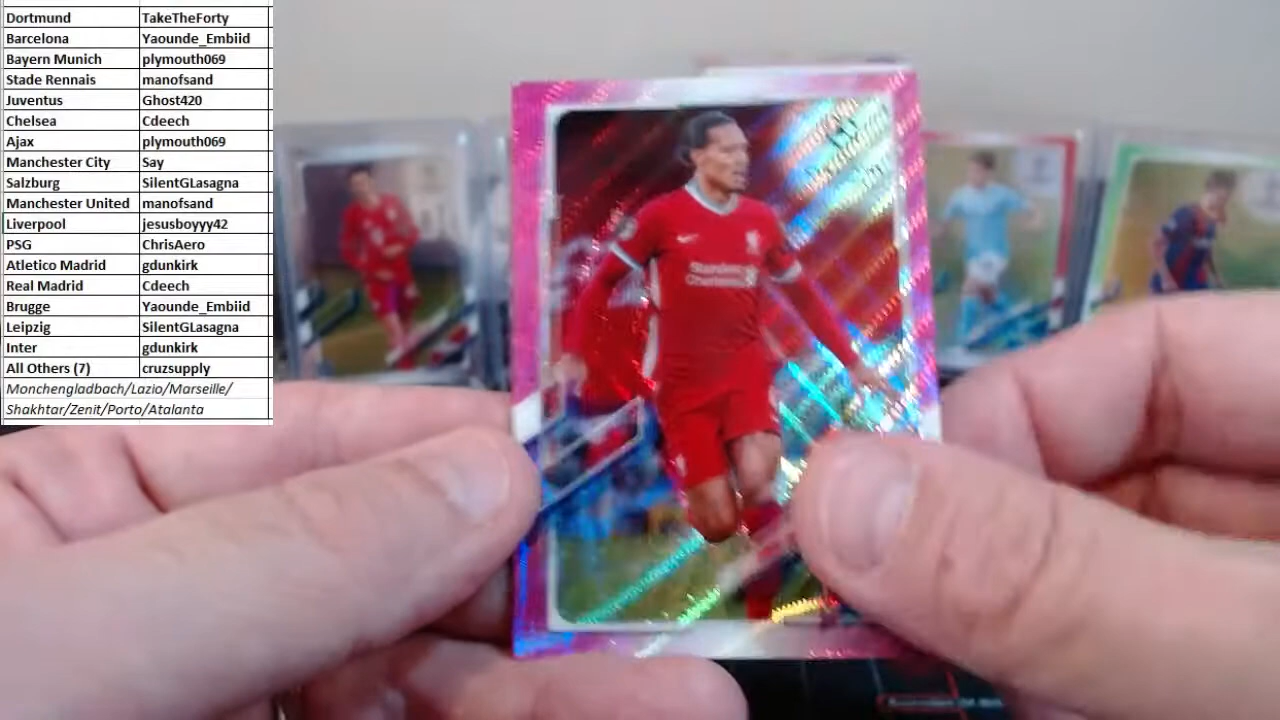 Dortmund TakeTheForty
Barcelona Yaounde_Embiid
Bayern Munich plymouth069
Stade Rennais manofsand
Juventus Ghost420
Chelsea Cdeech
Ajax plymouth069
Manchester City Say
Salzburg SilentGLasagna
Manchester United manofsand
Liverpool jesusboyyy42
PSG ChrisAero
Atletico Madrid gdunkirk
Real Madrid Cdeech
Brugge Yaounde_Embiid
Leipzig SilentGLasagna
Inter gdunkirk
All Others (7) cruzsupply
Monchengladbach/Lazio/Marseille/
Shakhtar/Zenit/Porto/Atalanta
Standard
Chartered